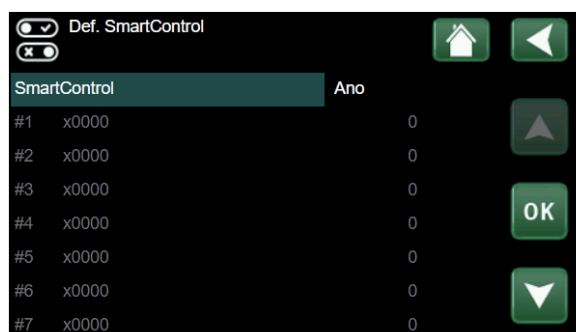 Def. SmartControl
SmartControl Ano
#1 x0000 0
#2 x0000 0
#3 x0000 0
#4 x0000 0
OK
#5 x0000 0
#6 x0000 0
#7 x0000 0